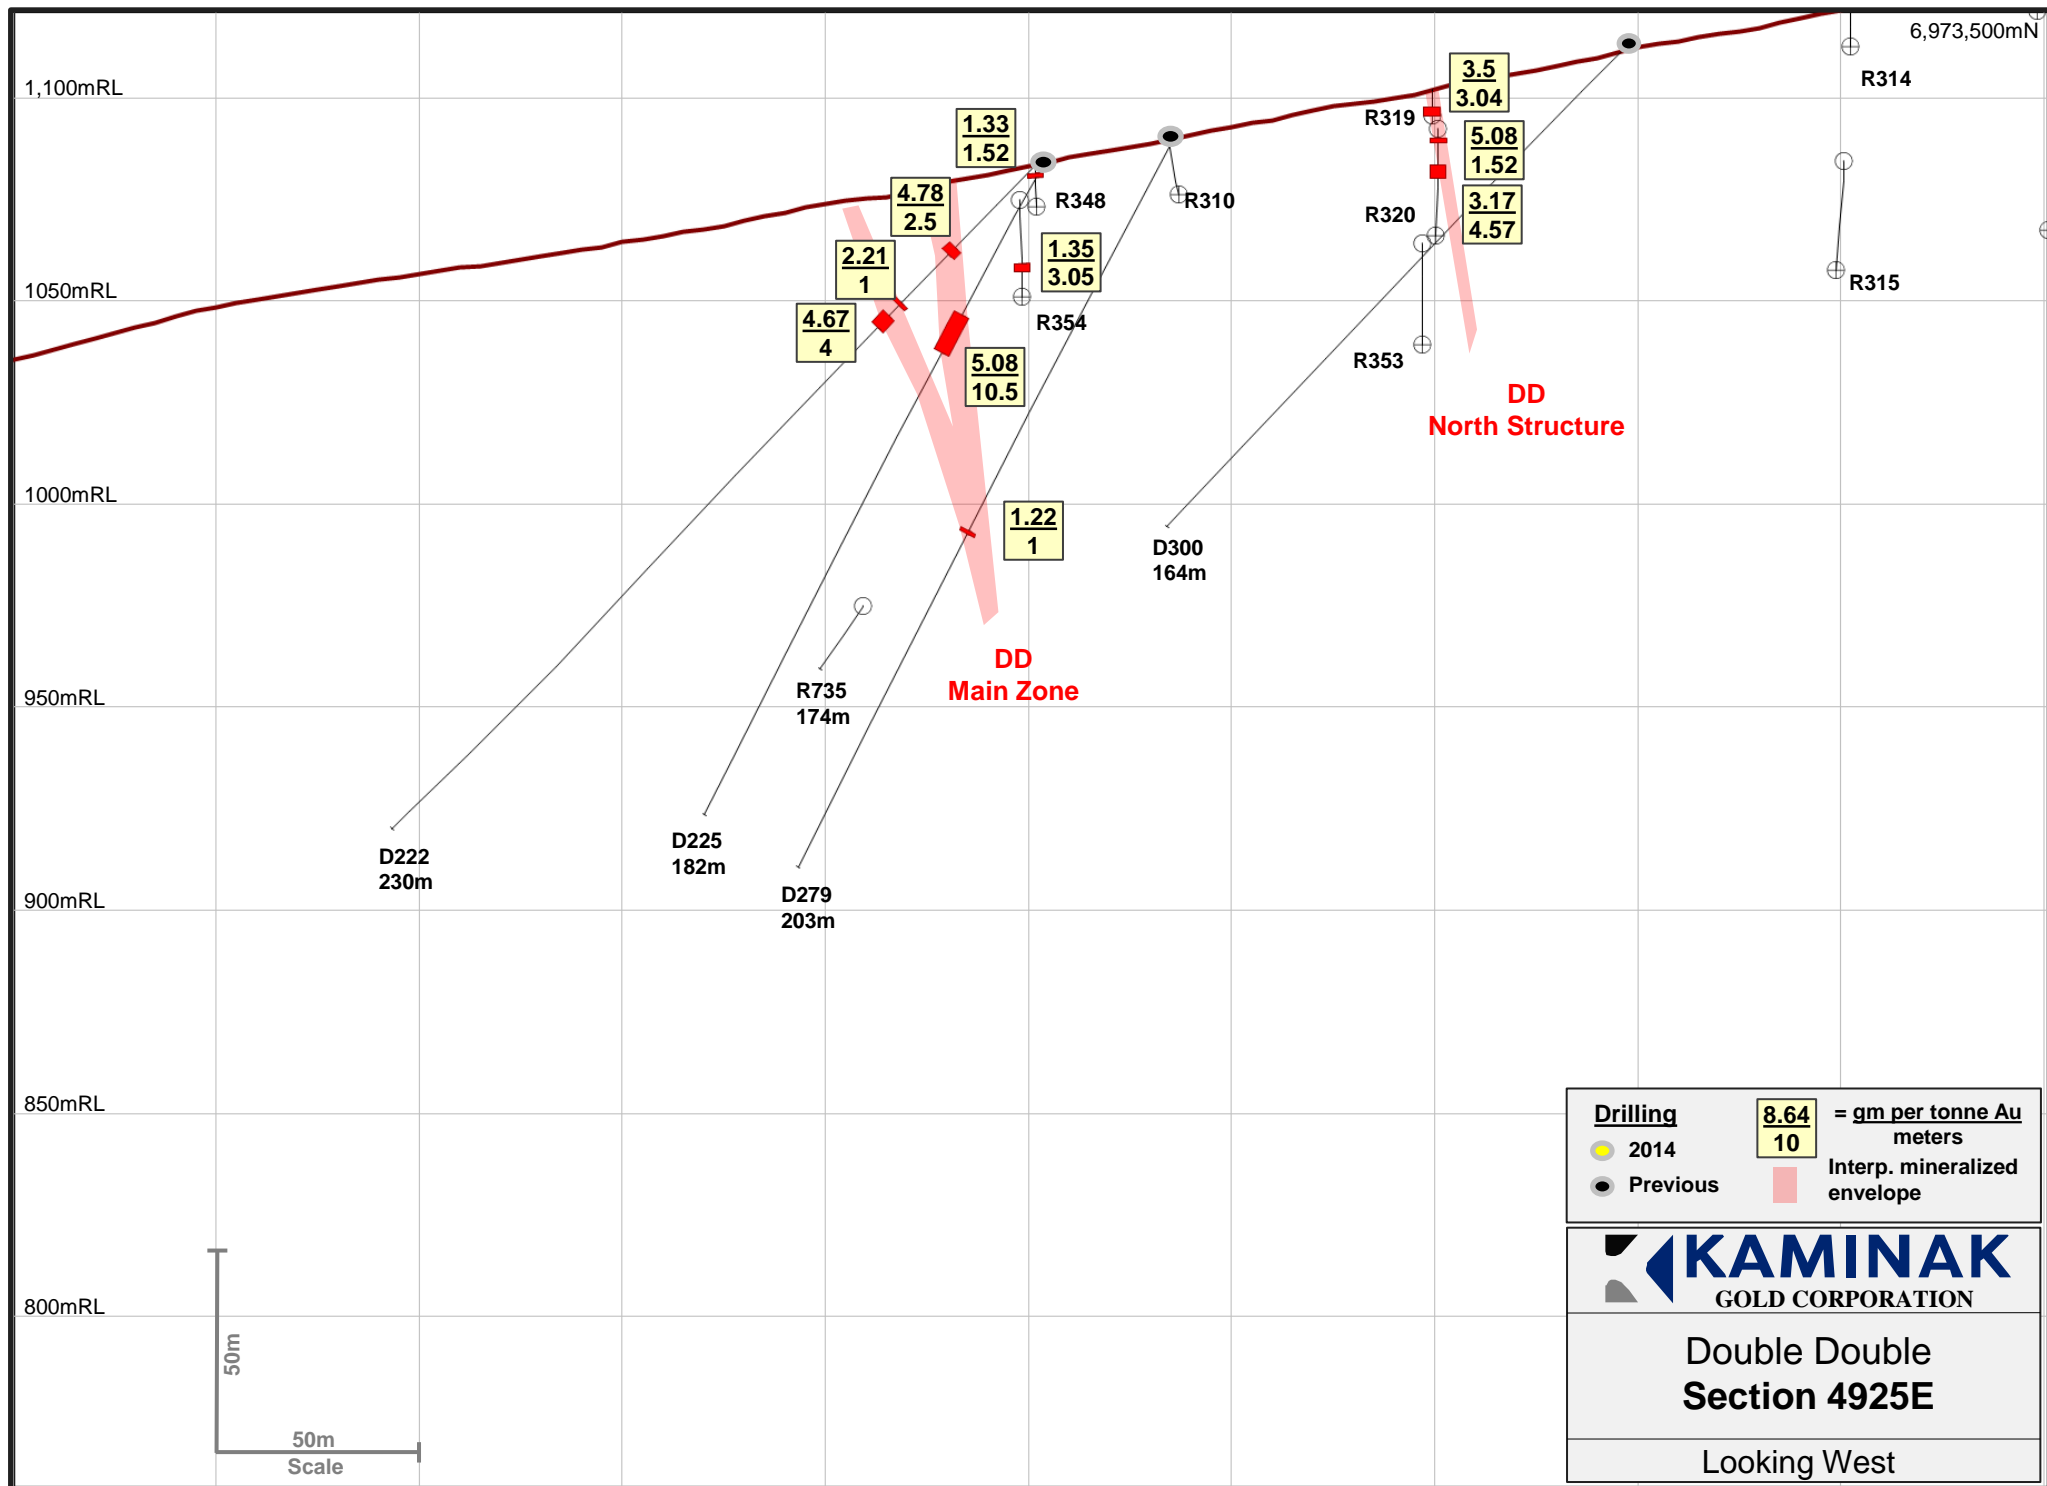 6,973,500mN
1,100mRL
1050mRL
1000mRL
950mRL
900mRL
850mRL
800mRL
R314
R315
3.5
3.04
R319
5.08
1.52
R320
3.17
4.57
R353
DD
North Structure
1.33
1.52
R348
R310
4.78
2.5
1.35
3.05
R354
2.21
1
4.67
4
5.08
10.5
1.22
1
D300
164m
DD
Main Zone
R735
174m
D222
230m
D225
182m
D279
203m
50m
50m
Scale
Drilling
2014
Previous
8.64
10
= gm per tonne Au
meters
Interp. mineralized
envelope
KAMINAK
GOLD CORPORATION
Double Double
Section 4925E
Looking West